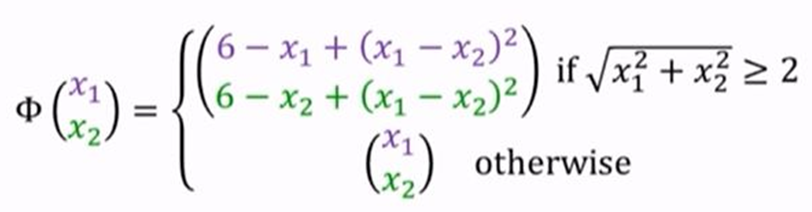 Φ(x₁ x₂) = { (6 − x₁ + (x₁ − x₂)² 6 − x₂ + (x₁ − x₂)²) if √(x₁² + x₂²) ≥ 2
(x₁ x₂) otherwise